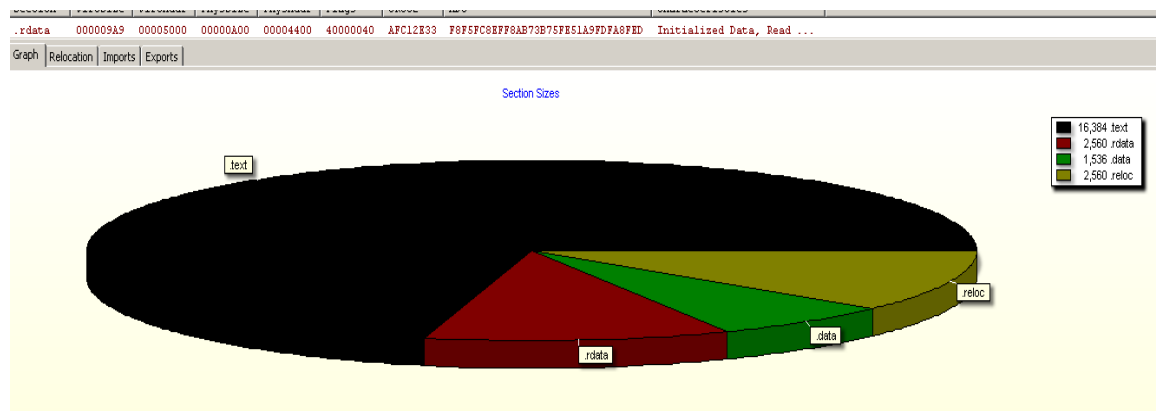 .rdata 000009A9 00005000 00000A00 00004400 40000040 AFC12E33 F8F5FC8EFF8AB73B75FE51A9FDFA8FED Initialized Data, Read ...
Graph Relocation Imports Exports
Section Sizes
16,384 .text
2,560 .rdata
1,536 .data
2,560 .reloc
.text
.reloc
.data
.rdata